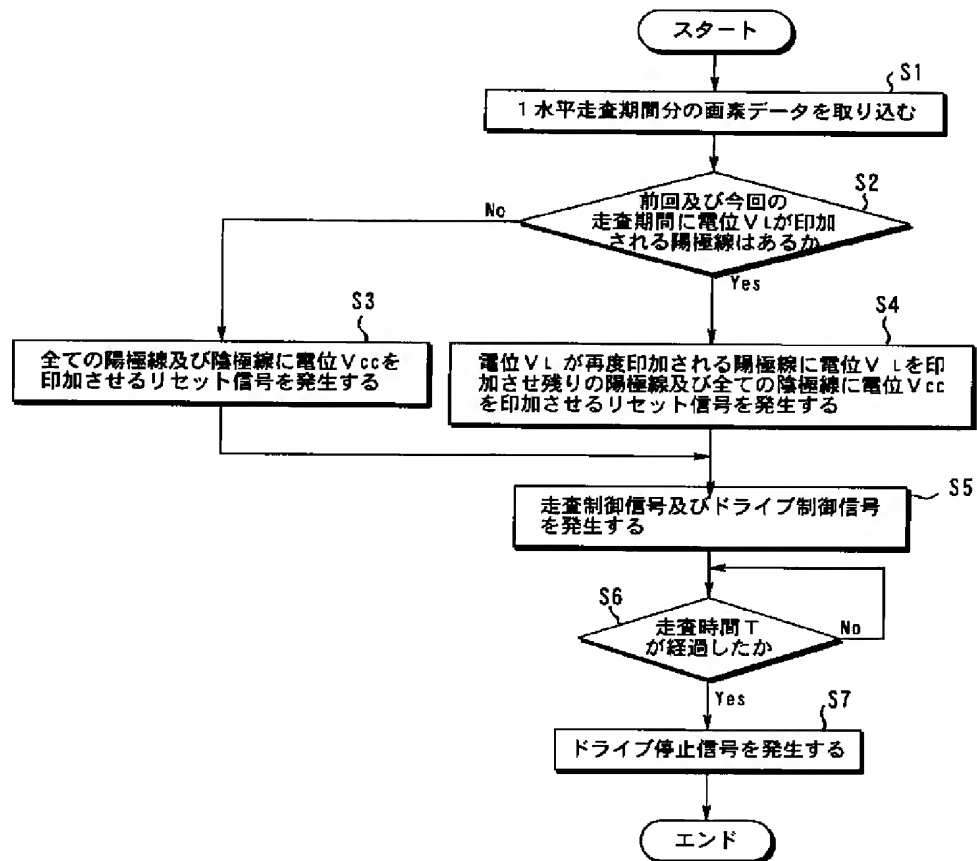 スタート
S1
1水平走査期間分の画素データを取り込む
S2
前回及び今回の
走査期間に電位VLが印加
される陽極線はあるか
No
Yes
S3
全ての陽極線及び陰極線に電位Vccを
印加させるリセット信号を発生する
S4
電位VLが再度印加される陽極線に電位VLを印
加させ残りの陽極線及び全ての陰極線に電位Vcc
を印加させるリセット信号を発生する
S5
走査制御信号及びドライブ制御信号
を発生する
S6
走査時間T
が経過したか
No
Yes
S7
ドライブ停止信号を発生する
エンド